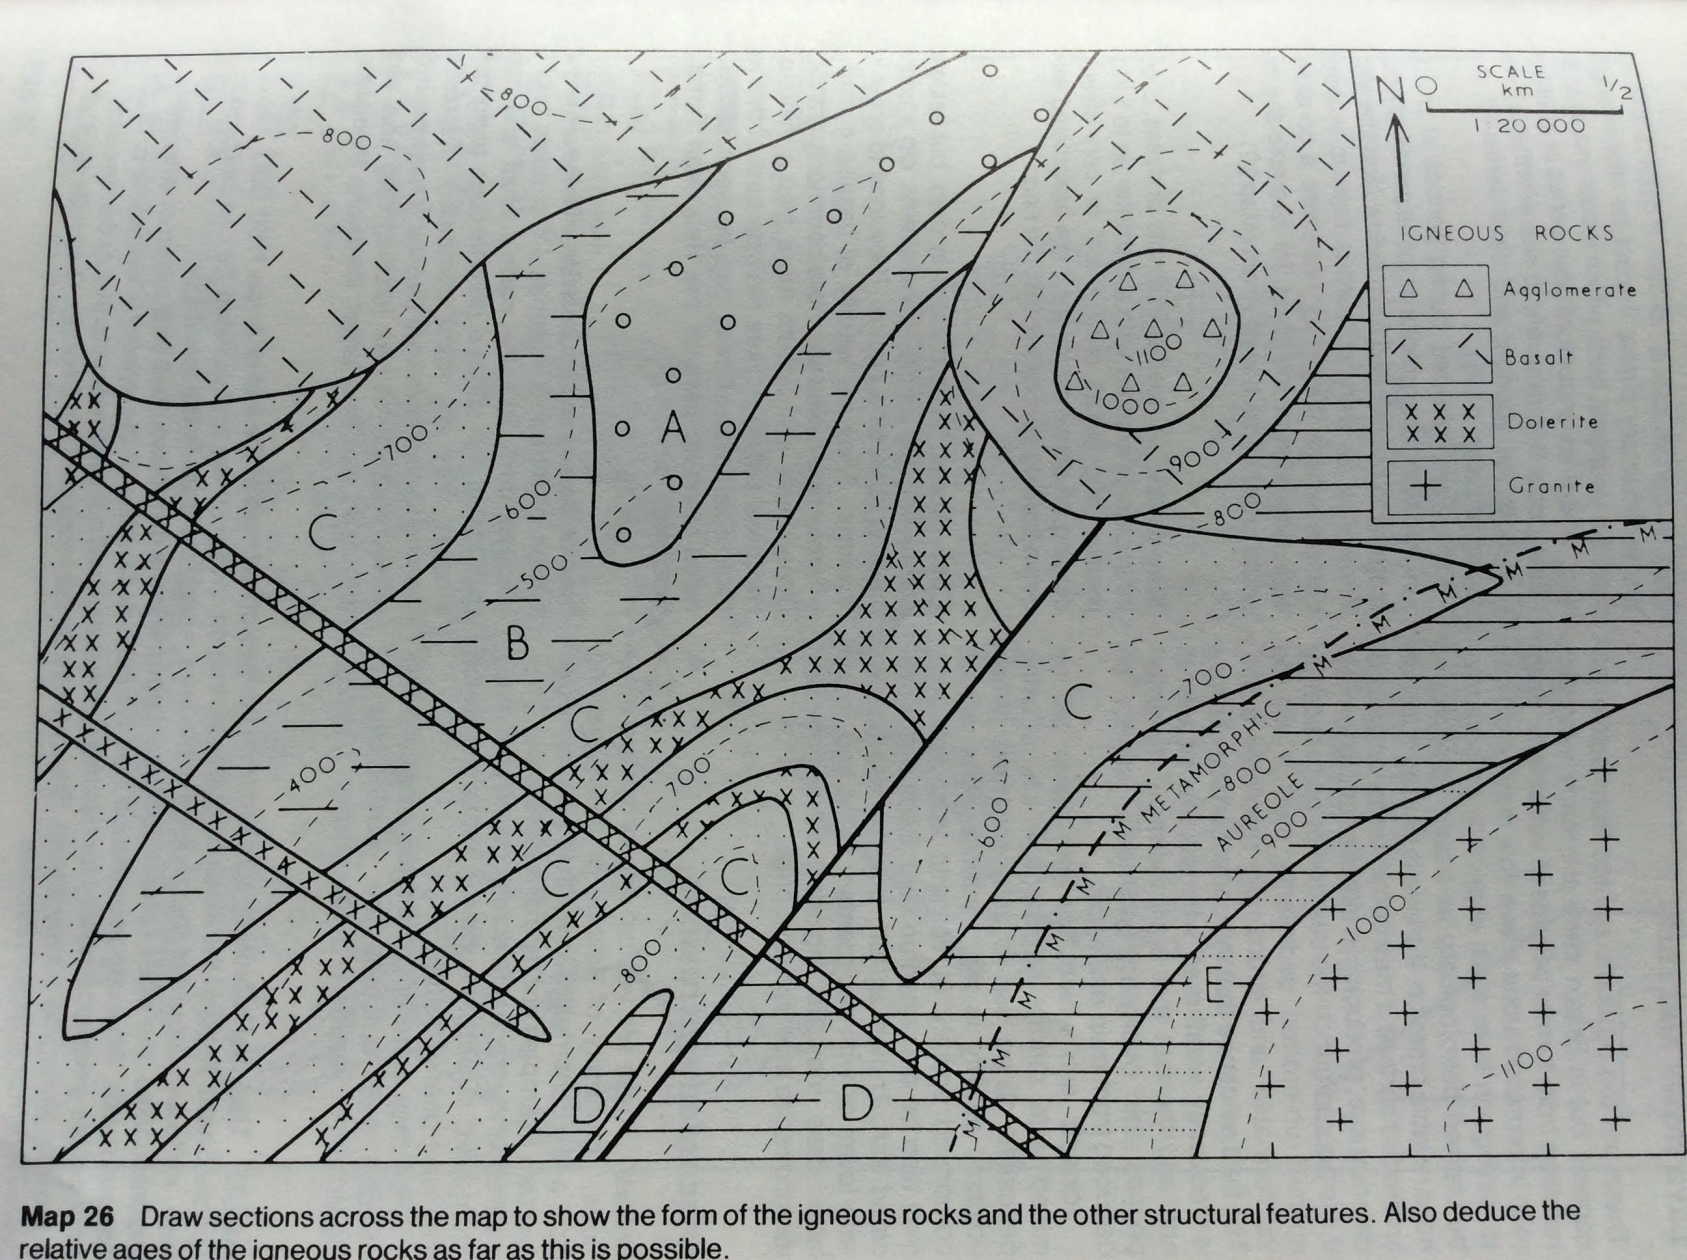 800
800
N
SCALE
km
0 1/2
1:20 000
IGNEOUS ROCKS
Agglomerate
Basalt
Dolerite
Granite
1100
1000
900
800
A
700
600
C
500
B
C
C
700
400
700
600
METAMORPHIC
800
AUREOLE
900
C
C
1000
800
E
1100
D
D
M
M
M
M
M
M
M
M
M
M
M
M
Map 26 Draw sections across the map to show the form of the igneous rocks and the other structural features. Also deduce the
relative ages of the igneous rocks as far as this is possible.